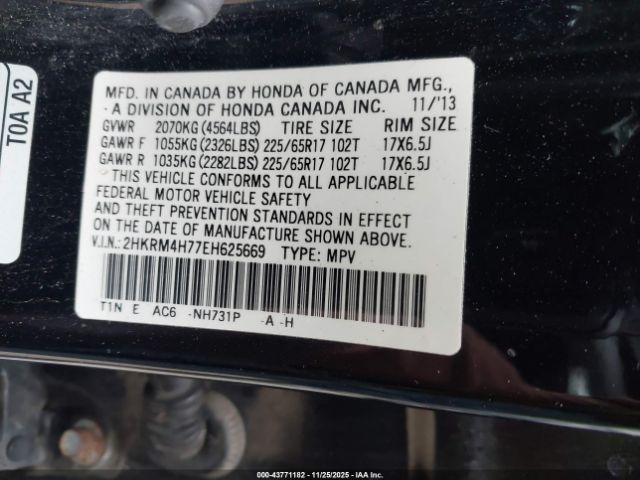 T0A A2
MFD. IN CANADA BY HONDA OF CANADA MFG.,
A DIVISION OF HONDA CANADA INC. 11/'13
GVWR 2070KG(4564LBS) TIRE SIZE RIM SIZE
GAWR F 1055KG(2326LBS) 225/65R17 102T 17X6.5J
GAWR R 1035KG(2282LBS) 225/65R17 102T 17X6.5J
THIS VEHICLE CONFORMS TO ALL APPLICABLE
FEDERAL MOTOR VEHICLE SAFETY
AND THEFT PREVENTION STANDARDS IN EFFECT
ON THE DATE OF MANUFACTURE SHOWN ABOVE.
V.I.N.:2HKRM4H77EH625669 TYPE: MPV
T1N E AC6 -NH731P -A -H
000-43771182 - 11/25/2025 - IAA Inc.